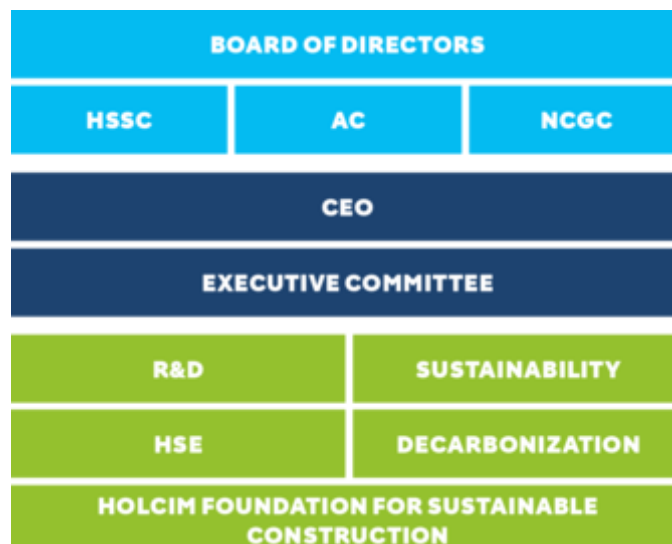 BOARD OF DIRECTORS
HSSC
AC
NCGC
CEO
EXECUTIVE COMMITTEE
R&D
SUSTAINABILITY
HSE
DECARBONIZATION
HOLCIM FOUNDATION FOR SUSTAINABLE
CONSTRUCTION